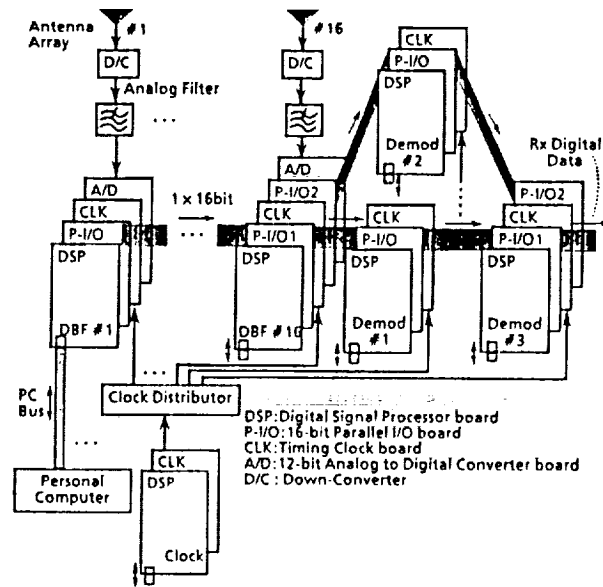 Antenna
Array
#1
#16
D/C
D/C
Analog Filter
CLK
P-I/O
DSP
Demod
#2
Rx Digital
Data
A/D
CLK
P-I/O
DSP
DBF #1
1 × 16bit
A/D
P-I/O2
CLK
P-I/O1
DSP
DBF #16
CLK
P-I/O
DSP
Demod
#1
P-I/O2
CLK
P-I/O1
DSP
Demod
#3
PC
Bus
Clock Distributor
Personal
Computer
CLK
DSP
Clock
DSP:Digital Signal Processor board
P-I/O:16-bit Parallel I/O board
CLK:Timing Clock board
A/D:12-bit Analog to Digital Converter board
D/C : Down-Converter